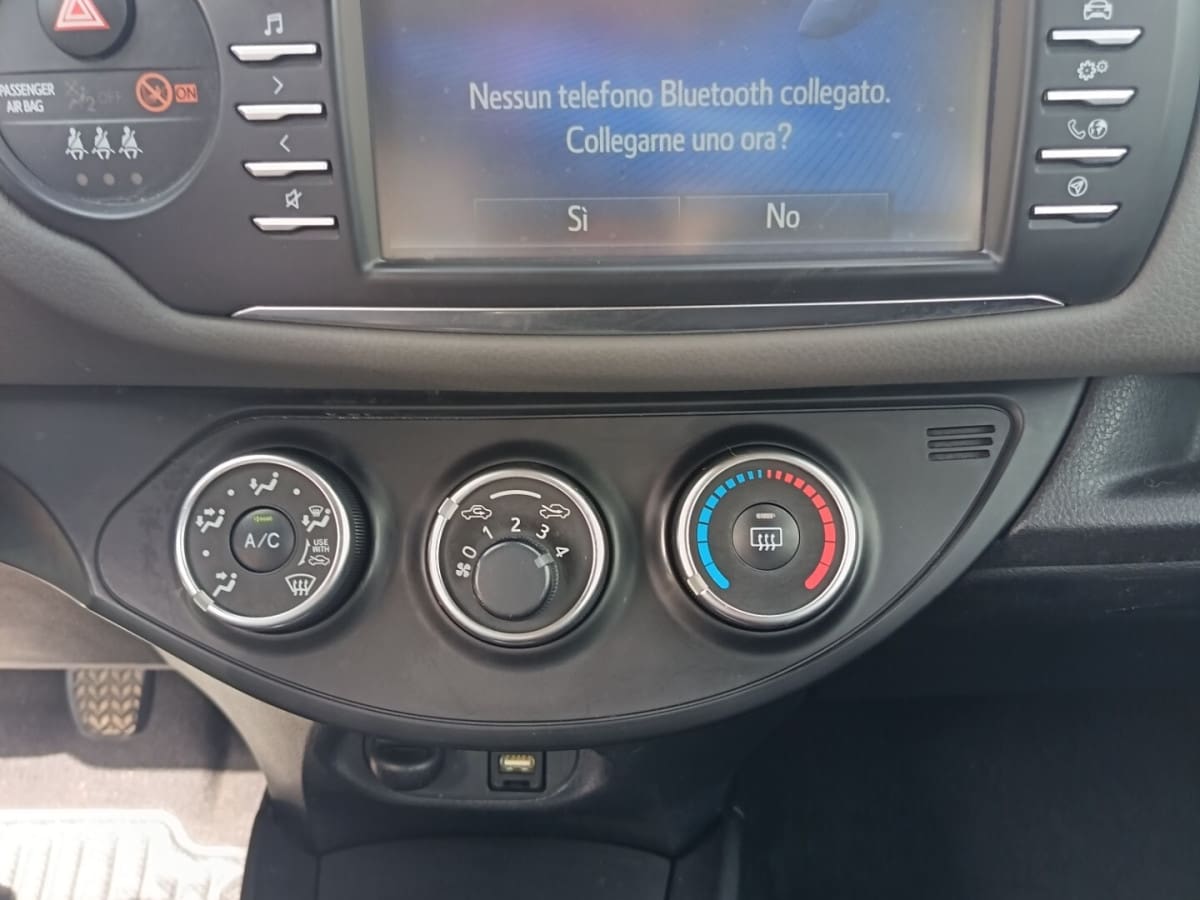 PASSENGER
AIR BAG
OFF
ON
Nessun telefono Bluetooth collegato.
Collegarne uno ora?
Sì
No
A/C
USE
WITH
0 1 2 3 4